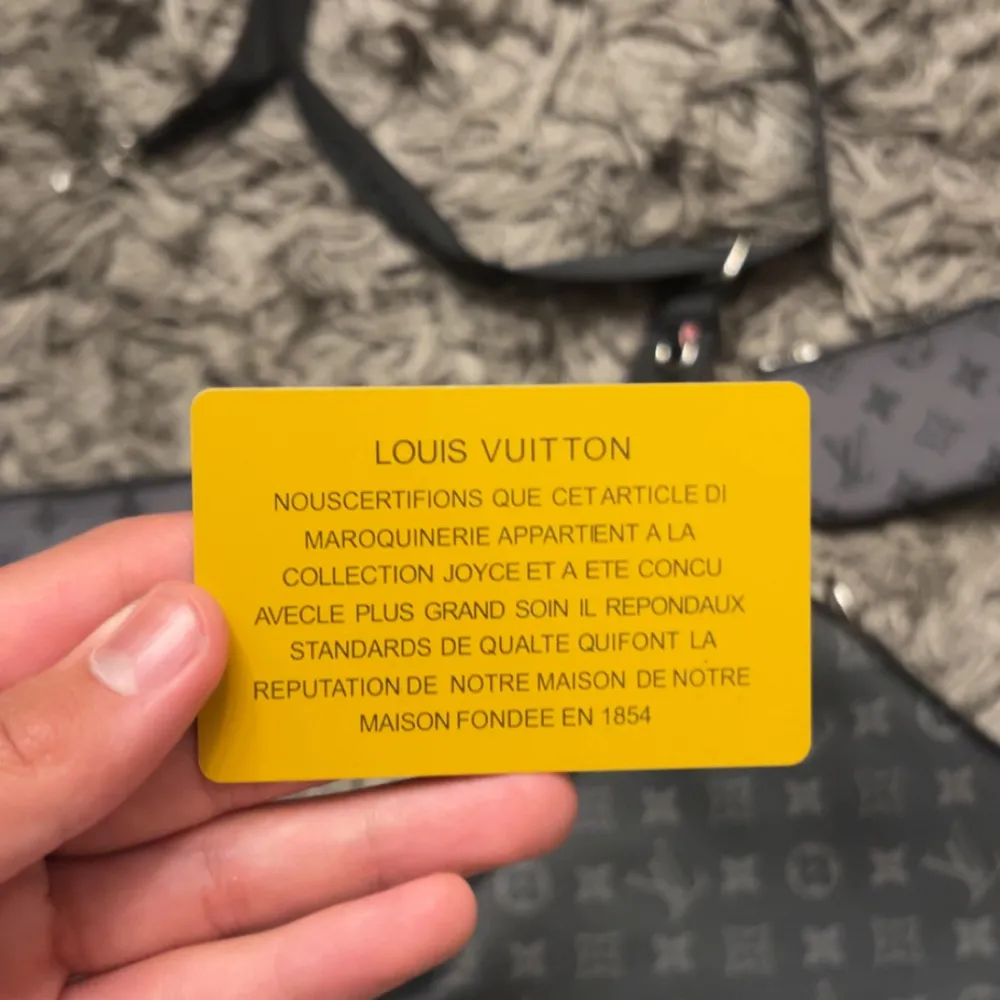 LOUIS VUITTON
NOUSCERTIFIONS QUE CETARTICLE DI
MAROQUINERIE APPARTIENT A LA
COLLECTION JOYCE ET A ETE CONCU
AVECLE PLUS GRAND SOIN IL REPONDAUX
STANDARDS DE QUALTE QUIFONT LA
REPUTATION DE NOTRE MAISON DE NOTRE
MAISON FONDEE EN 1854